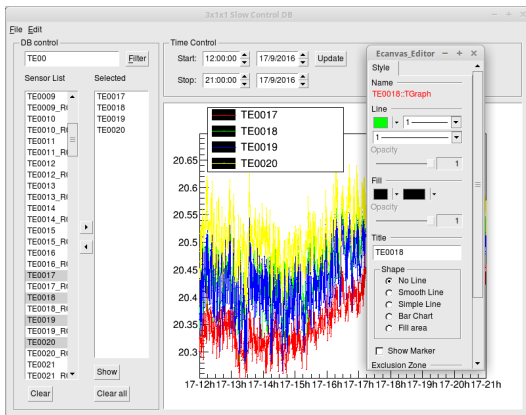 3x1x1 Slow Control DB
File Edit
DB control
TE00
Filter
Sensor List
Selected
TE0009
TE0009_R(
TE0010
TE0010_R(
TE0011
TE0011_R(
TE0012
TE0012_R(
TE0013
TE0013_R(
TE0014
TE0014_R(
TE0015
TE0015_R(
TE0016
TE0016_R(
TE0017
TE0017_R(
TE0018
TE0018_R(
TE0019
TE0019_R(
TE0020
TE0020_R(
TE0021
TE0021_R(
TE0017
TE0018
TE0019
TE0020
Show
Clear
Clear all
Time Control
Start: 12:00:00 17/9/2016 Update
Stop: 21:00:00 17/9/2016
TE0017
TE0018
TE0019
TE0020
20.65
20.6
20.55
20.5
20.45
20.4
20.35
20.3
17-12h 17-13h 17-14h 17-15h 17-16h 17-17h 17-18h 17-19h 17-20h 17-21h
Ecanvas_Editor
Style
Name
TE0018::TGraph
Line
1
1
Opacity
1
Fill
Opacity
1
Title
TE0018
Shape
No Line
Smooth Line
Simple Line
Bar Chart
Fill area
Show Marker
Exclusion Zone